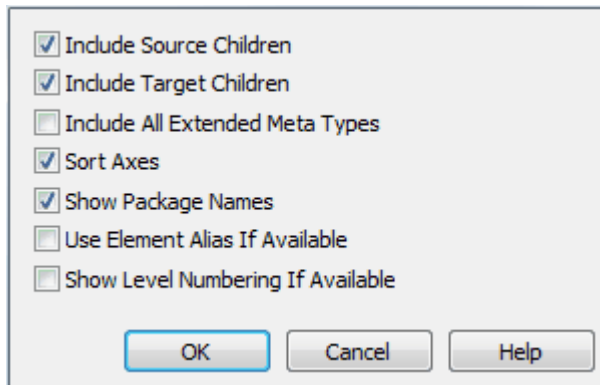 Include Source Children
Include Target Children
Include All Extended Meta Types
Sort Axes
Show Package Names
Use Element Alias If Available
Show Level Numbering If Available
OK Cancel Help